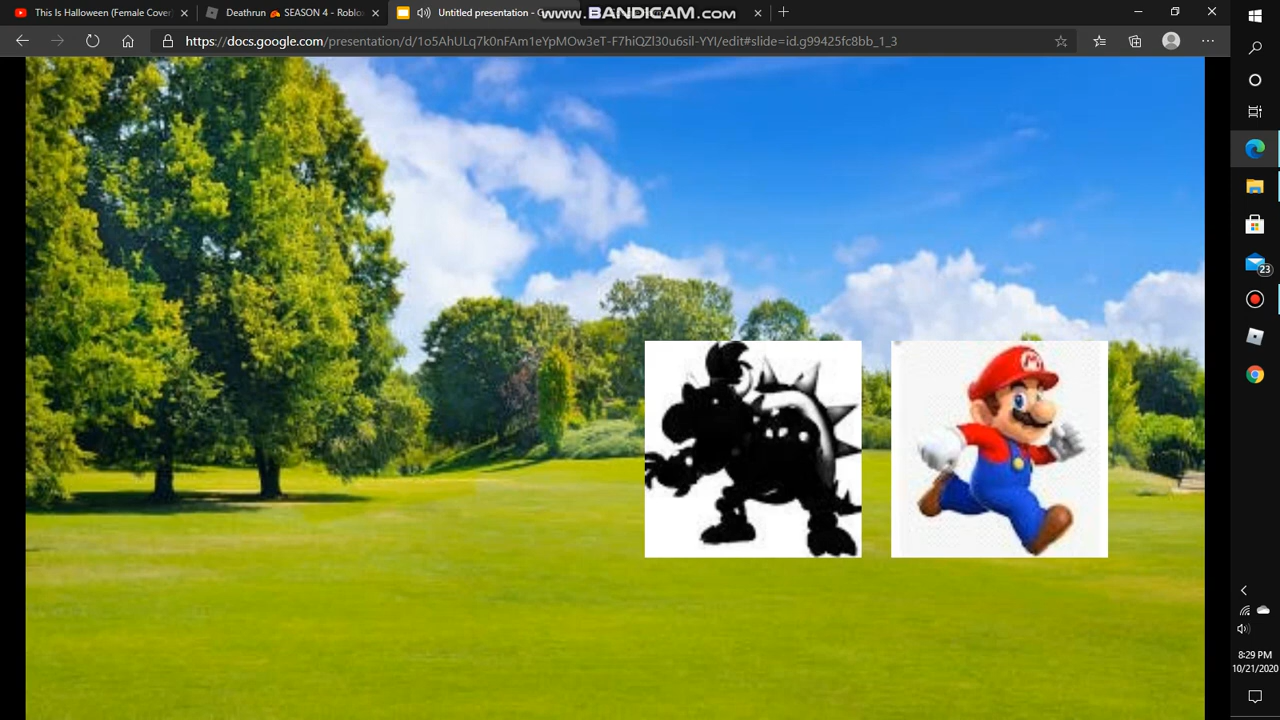 This Is Halloween (Female Cover)
Deathrun SEASON 4 - Roblox
Untitled presentation - G
www.BANDICAM.com
https://docs.google.com/presentation/d/1o5AhULq7k0nFAm1eYpMOw3eT-F7hiQZl30u6sil-YYI/edit#slide=id.g99425fc8bb_1_3
M
23
8:29 PM
10/21/2020